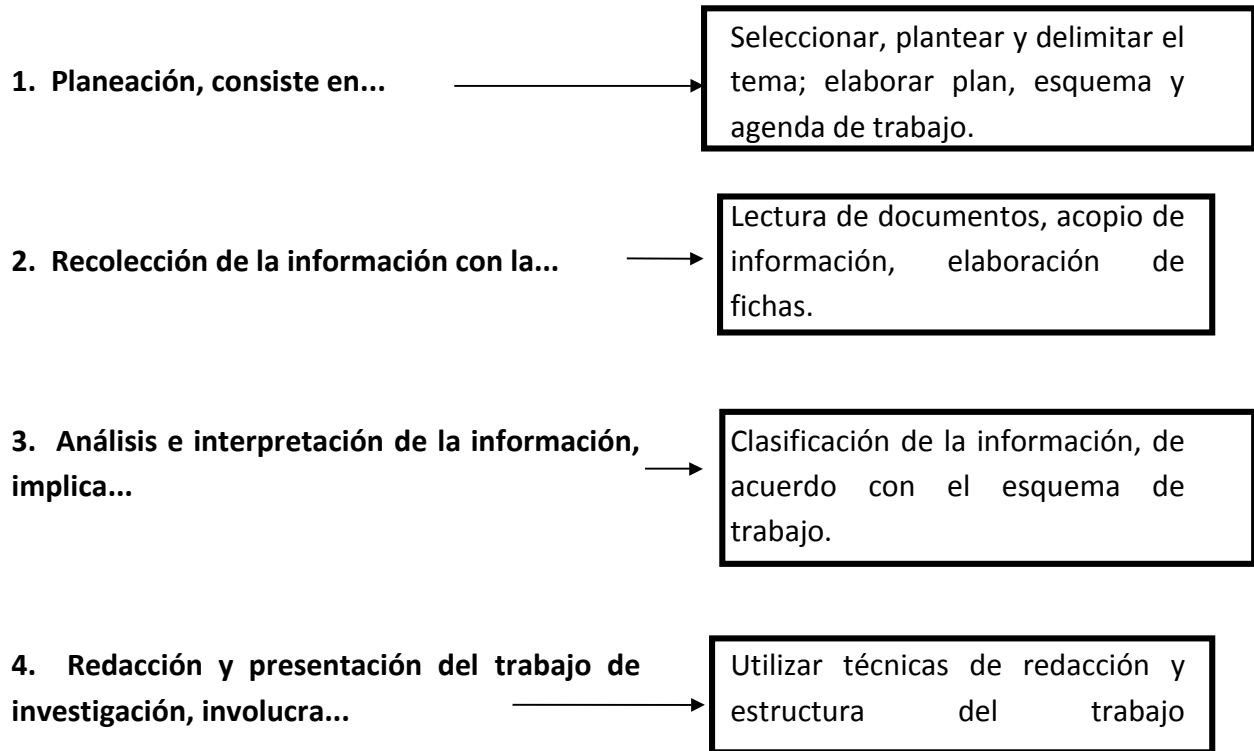 1. Planeación, consiste en...
Seleccionar, plantear y delimitar el
tema; elaborar plan, esquema y
agenda de trabajo.
2. Recolección de la información con la...
Lectura de documentos, acopio de
información, elaboración de
fichas.
3. Análisis e interpretación de la información,
implica...
Clasificación de la información, de
acuerdo con el esquema de
trabajo.
4. Redacción y presentación del trabajo de
investigación, involucra...
Utilizar técnicas de redacción y
estructura del trabajo